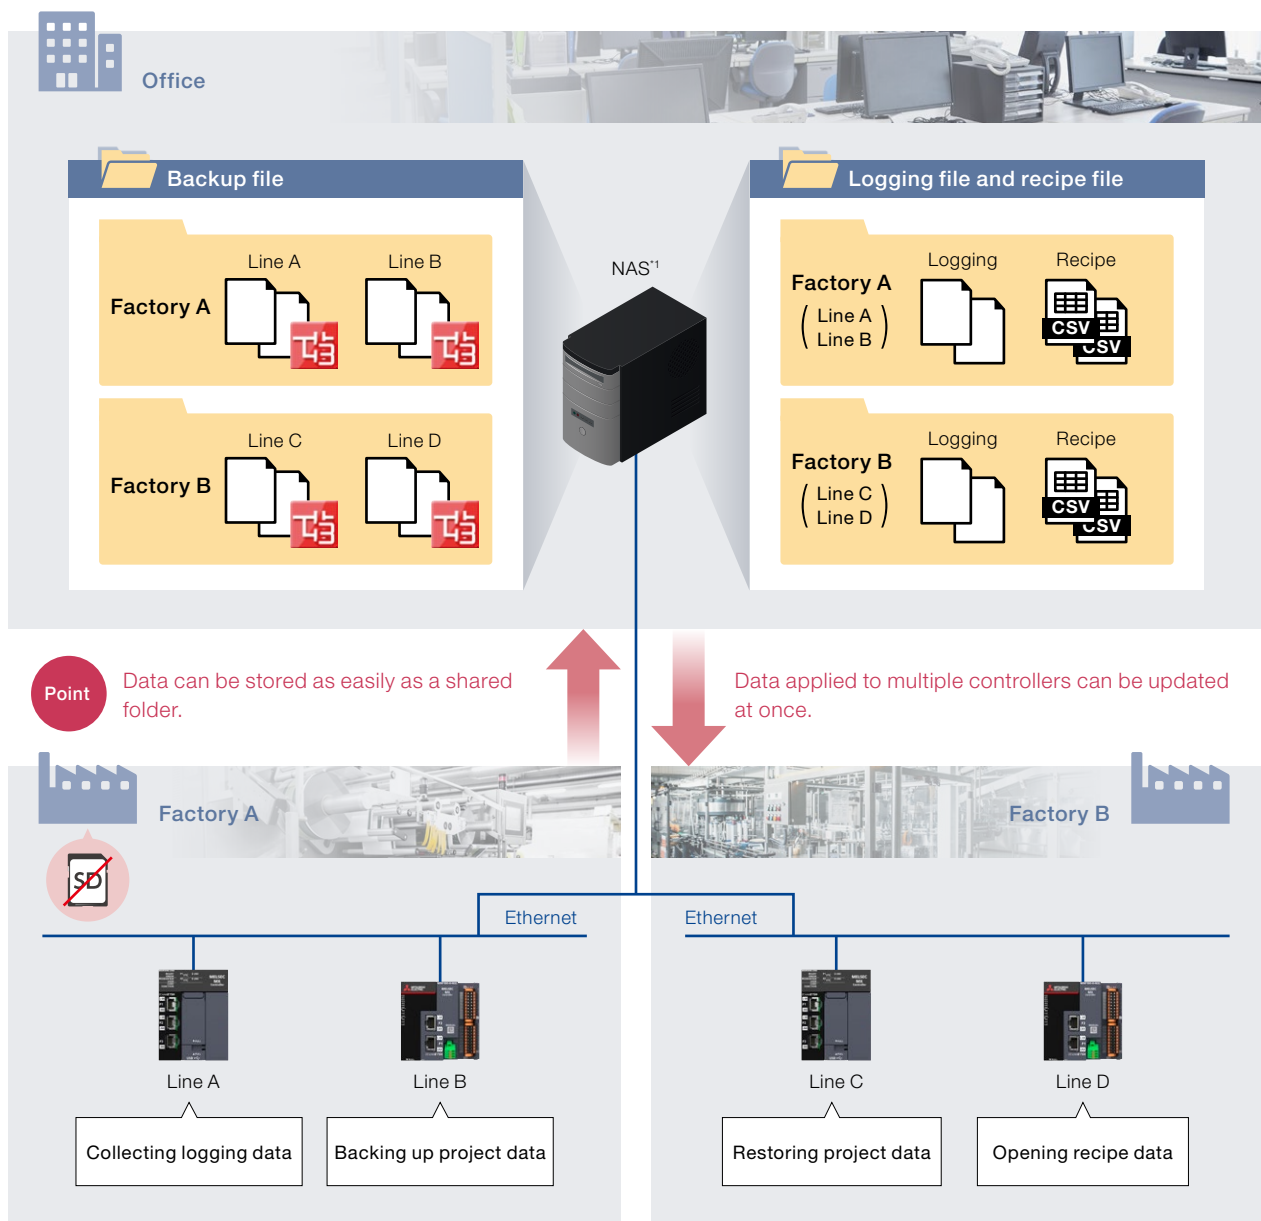 Office
Backup file
Factory A
Line A
Line B
Factory B
Line C
Line D
NAS*1
Logging file and recipe file
Factory A
Line A
Line B
Logging
Recipe
CSV
CSV
Factory B
Line C
Line D
Logging
Recipe
CSV
CSV
Point
Data can be stored as easily as a shared
folder.
Data applied to multiple controllers can be updated
at once.
Factory A
SD
Ethernet
Line A
Collecting logging data
Line B
Backing up project data
Factory B
Ethernet
Line C
Restoring project data
Line D
Opening recipe data